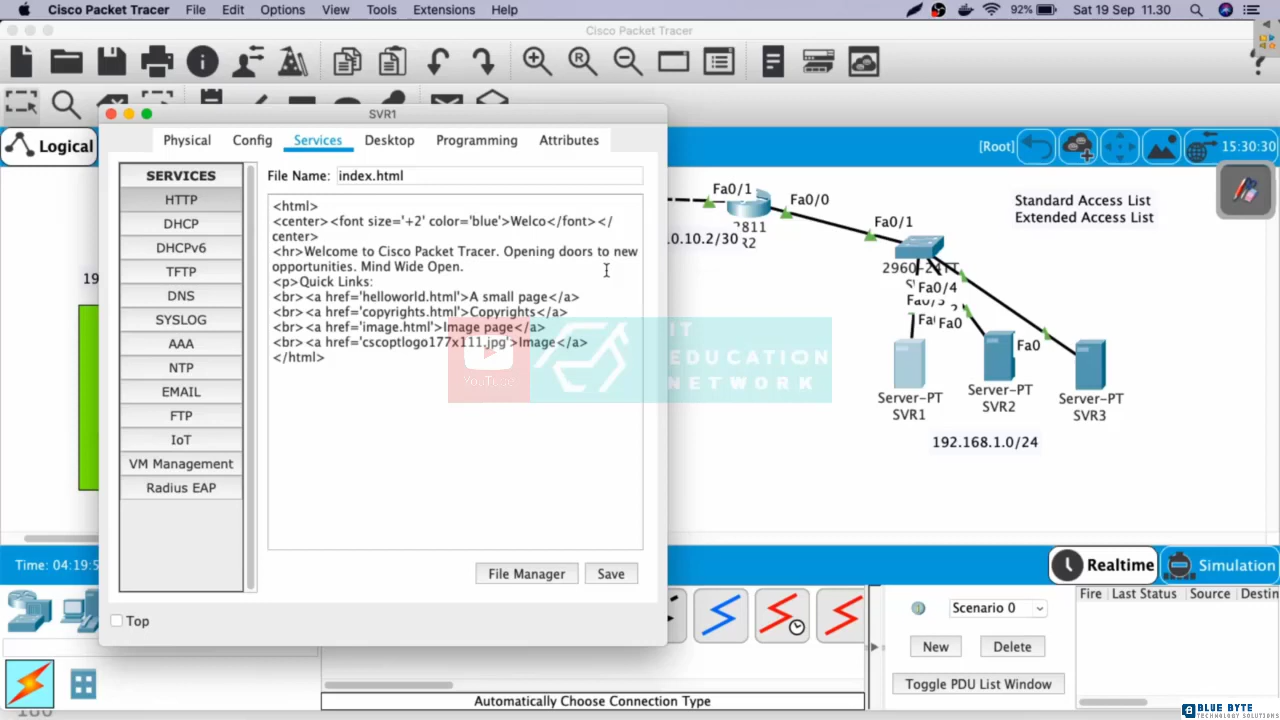 Cisco Packet Tracer File Edit Options View Tools Extensions Help 92% Sat 19 Sep 11.30
Cisco Packet Tracer
SVR1
Logical
[Root] 15:30:30
Physical Config Services Desktop Programming Attributes
SERVICES
HTTP
DHCP
DHCPv6
TFTP
DNS
SYSLOG
AAA
NTP
EMAIL
FTP
IoT
VM Management
Radius EAP
File Name: index.html
<html>
<center><font size='+2' color='blue'>Welco</font></
center>
<hr>Welcome to Cisco Packet Tracer. Opening doors to new
opportunities. Mind Wide Open.
<p>Quick Links:
<br><a href='helloworld.html'>A small page</a>
<br><a href='copyrights.html'>Copyrights</a>
<br><a href='image.html'>Image page</a>
<br><a href='cscoptlogo177x111.jpg'>Image</a>
</html>
File Manager Save
Top
YouTube
IT
EDUCATION
NETWORK
Fa0/1
Fa0/0
.0.10.2/30
2811
R2
Fa0/1
2960-24TT
Fa0/4
Fa0
Fa0
Server-PT
SVR1
Server-PT
SVR2
Server-PT
SVR3
192.168.1.0/24
Standard Access List
Extended Access List
Time: 04:19:5
Realtime Simulation
Scenario 0
Fire Last Status Source Destin
New Delete
Toggle PDU List Window
Automatically Choose Connection Type
BLUE BYTE
TECHNOLOGY SOLUTIONS